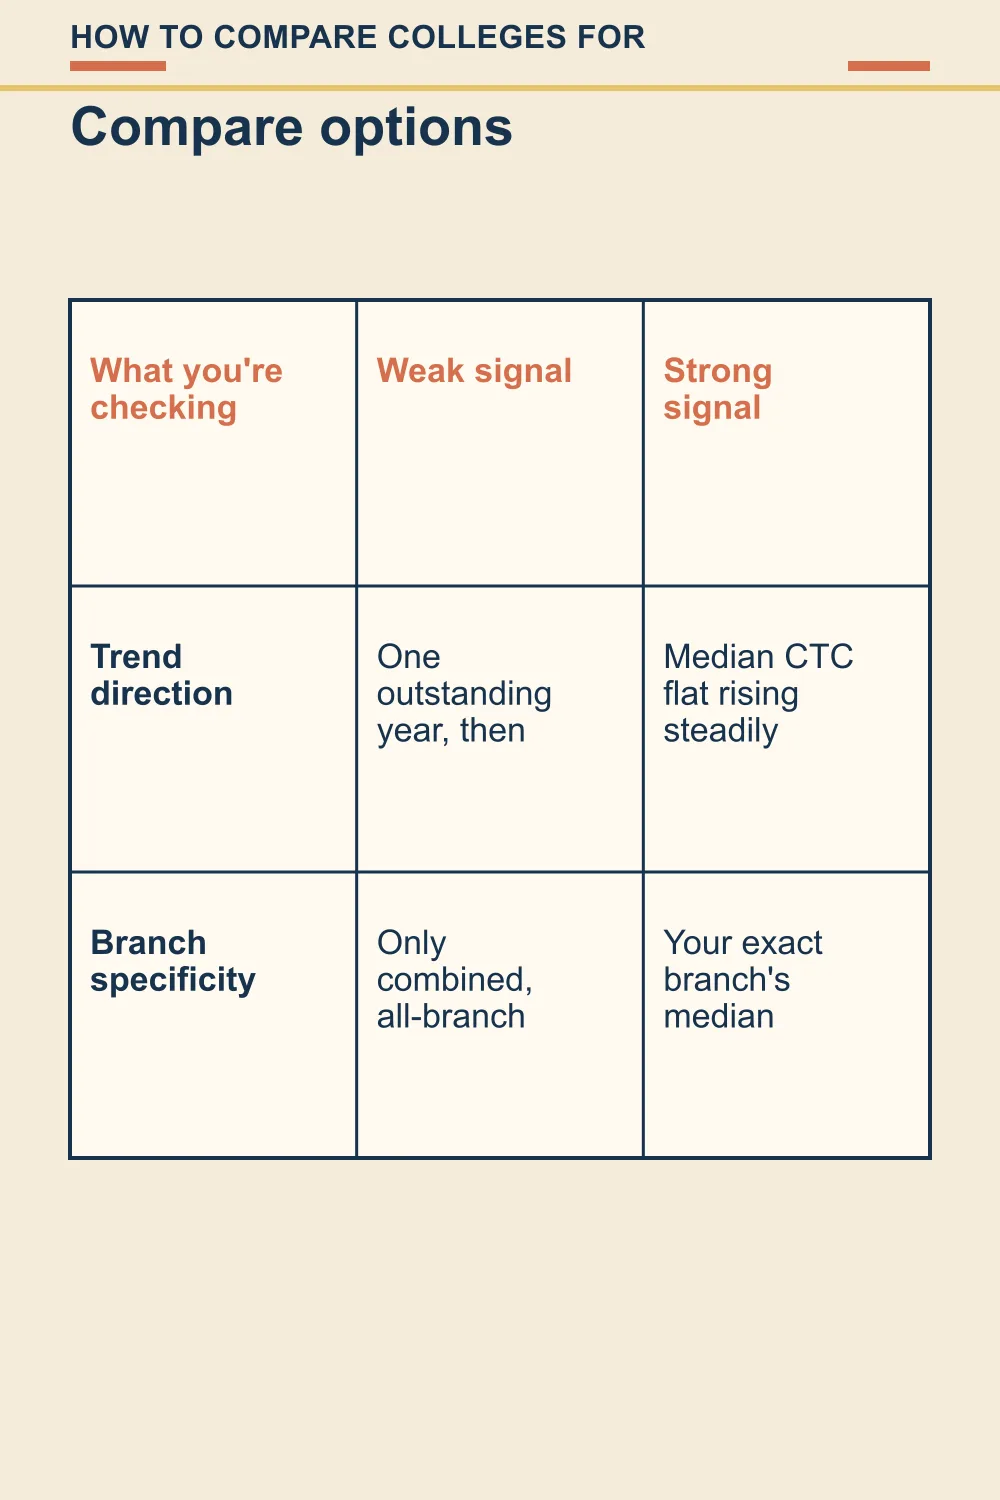 HOW TO COMPARE COLLEGES FOR
Compare options
What you're
checking
Weak signal
Strong
signal
Trend
direction
One
outstanding
year, then
Median CTC
flat rising
steadily
Branch
specificity
Only
combined,
all-branch
Your exact
branch's
median